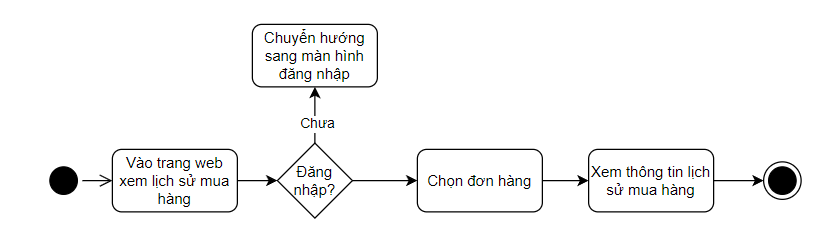 Chuyển hướng
sang màn hình
đăng nhập
Chưa
Vào trang web
xem lịch sử mua
hàng
Đăng
nhập?
Chọn đơn hàng
Xem thông tin lịch
sử mua hàng